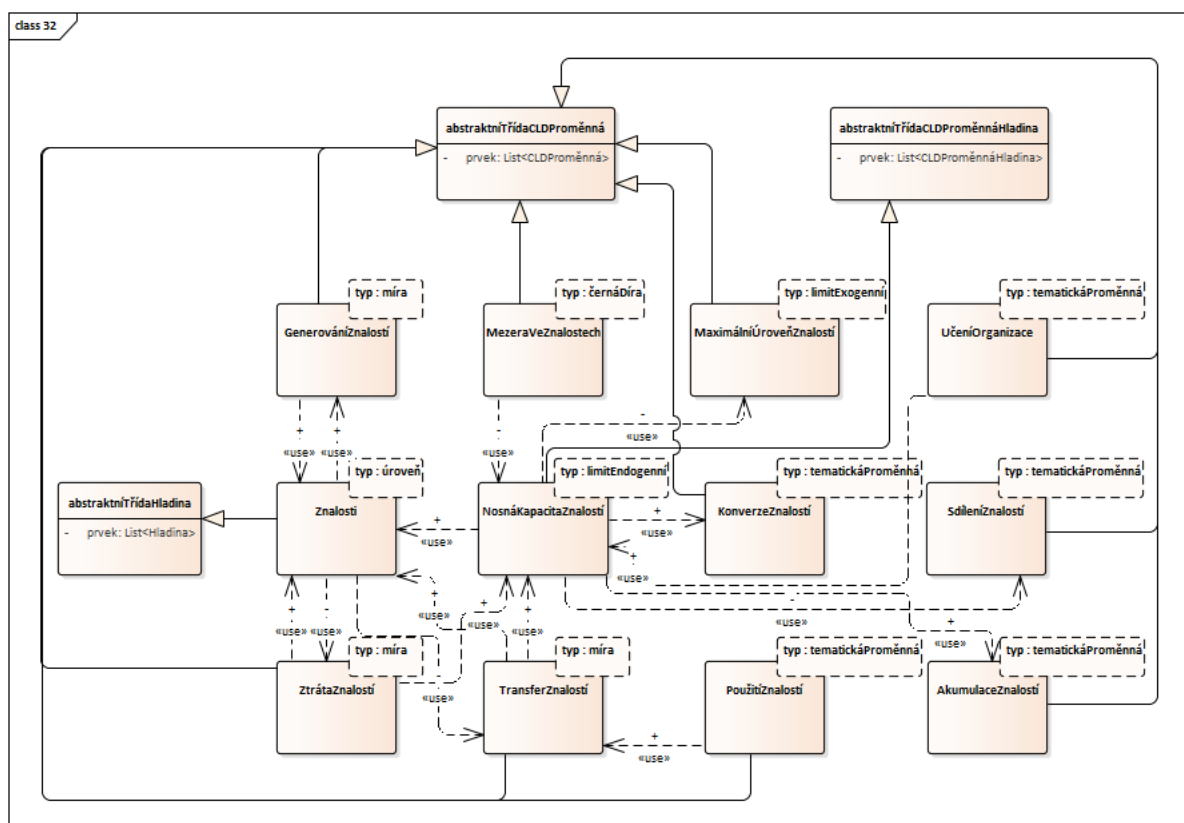 class 32
abstraktníTřídaCLDProměnná
- prvek: List<CLDProměnná>
abstraktníTřídaCLDProměnnáHladina
- prvek: List<CLDProměnnáHladina>
typ : míra
GenerováníZnalostí
typ : černáDíra
MezeraVeZnalostech
typ : limitExogenní
MaximálníÚroveňZnalostí
typ : tematickáProměnná
UčeníOrganizace
+
«use»
+
«use»
-
«use»
-
«use»
abstraktníTřídaHladina
- prvek: List<Hladina>
typ : úroveň
Znalosti
typ : limitEndogenní
NosnáKapacitaZnalostí
typ : tematickáProměnná
KonverzeZnalostí
typ : tematickáProměnná
SdíleníZnalostí
+
«use»
+
«use»
+
«use»
+
«use»
-
«use»
+
«use»
+
«use»
+
«use»
-
«use»
+
«use»
typ : míra
ZtrátaZnalostí
typ : míra
TransferZnalostí
typ : tematickáProměnná
PoužitíZnalostí
typ : tematickáProměnná
AkumulaceZnalostí
+
«use»
+
«use»